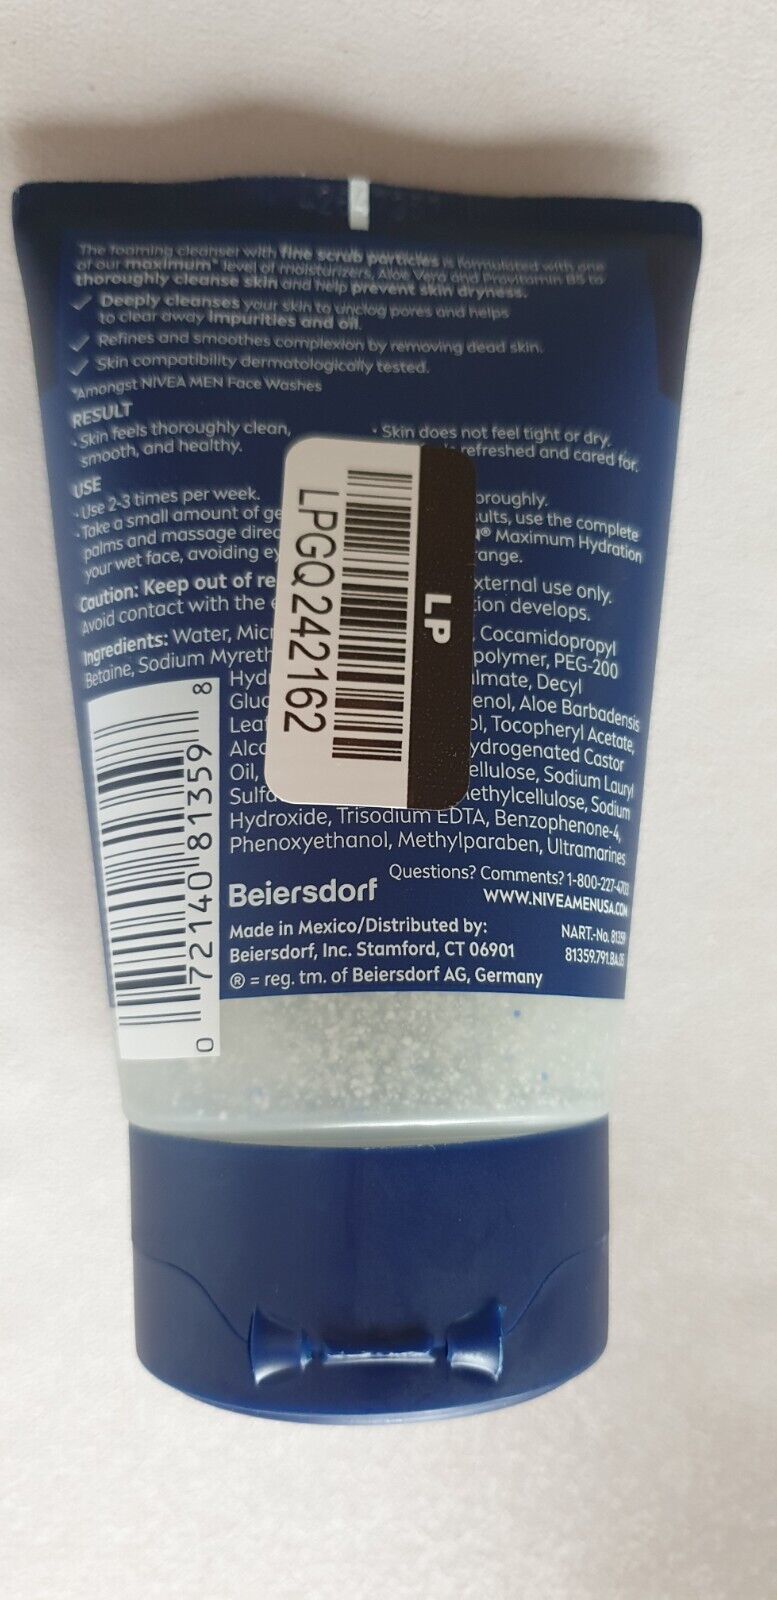 The foaming cleanser with fine scrub particles is formulated with one
of our maximum* level of moisturizers, Aloe Vera and Provitamin B5 to
thoroughly cleanse skin and help prevent skin dryness.
✓ Deeply cleanses your skin to unclog pores and helps
to clear away impurities and oil.
✓ Refines and smoothes complexion by removing dead skin.
✓ Skin compatibility dermatologically tested.
*Amongst NIVEA MEN Face Washes
RESULT
• Skin feels thoroughly clean,
smooth, and healthy.
• Skin does not feel tight or dry.
refreshed and cared for.
USE
• Use 2-3 times per week.
• Take a small amount of
palms and massage
your wet face, avoiding
use the complete
® Maximum Hydration
Caution: Keep out of
external use only.
Avoid contact with the
develops.
Ingredients: Water, Cocamidopropyl
Betaine, Sodium PEG-200
Decyl
Aloe Barbadensis
Tocopheryl Acetate,
Castor
Oil, Sodium Lauryl
Sodium
Hydroxide, Trisodium EDTA, Benzophenone-4,
Phenoxyethanol, Methylparaben, Ultramarines
Questions? Comments? 1-800-227-4703
Beiersdorf WWW.NIVEAMENUSA.COM
Made in Mexico/Distributed by: NART.-No. 81359
Beiersdorf, Inc. Stamford, CT 06901 81359.791.BA.05
® = reg. tm. of Beiersdorf AG, Germany
LP
LPGQ242162
0 72140 81359 8